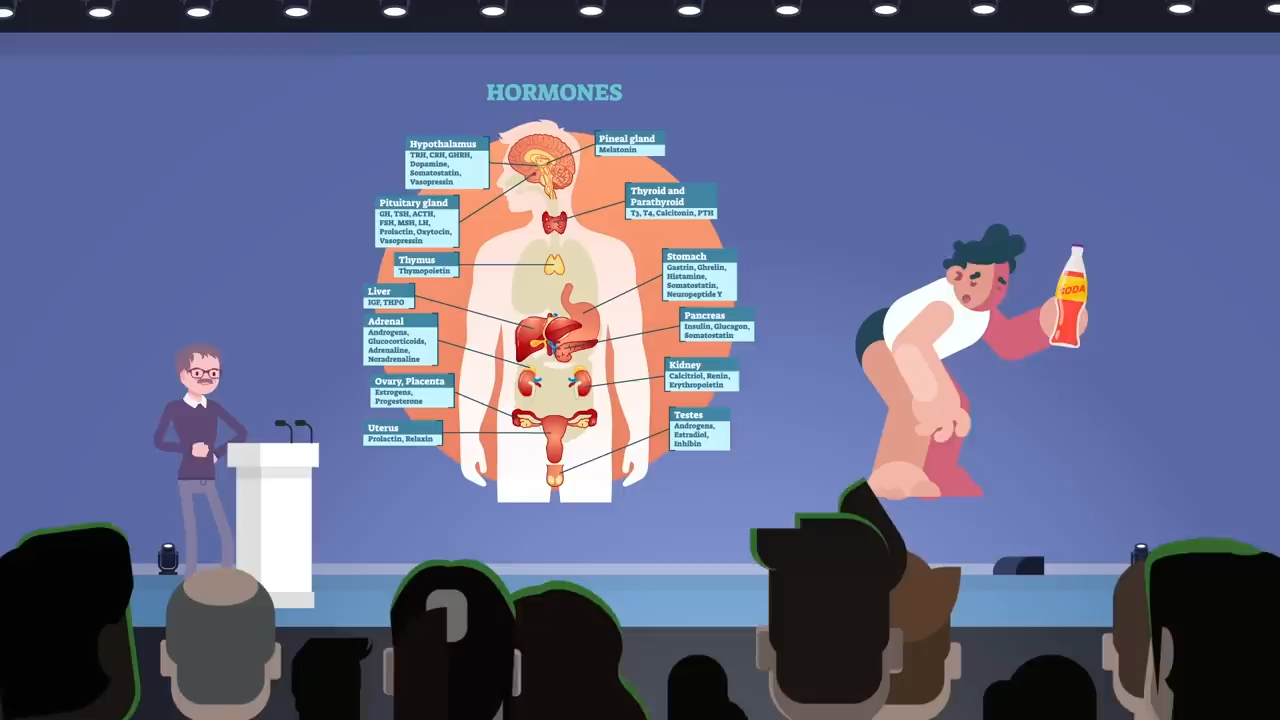 HORMONES
Hypothalamus
TRH, CRH, GHRH,
Dopamine,
Somatostatin,
Vasopressin
Pineal gland
Melatonin
Pituitary gland
GH, TSH, ACTH,
FSH, MSH, LH,
Prolactin, Oxytocin,
Vasopressin
Thyroid and
Parathyroid
T3, T4, Calcitonin, PTH
Thymus
Thymopoietin
Stomach
Gastrin, Ghrelin,
Histamine,
Somatostatin,
Neuropeptide Y
Liver
IGF, THPO
Pancreas
Insulin, Glucagon,
Somatostatin
Adrenal
Androgens,
Glucocorticoids,
Adrenaline,
Noradrenaline
Kidney
Calcitriol, Renin,
Erythropoietin
Ovary, Placenta
Estrogens,
Progesterone
Testes
Androgens,
Estradiol,
Inhibin
Uterus
Prolactin, Relaxin
SODA